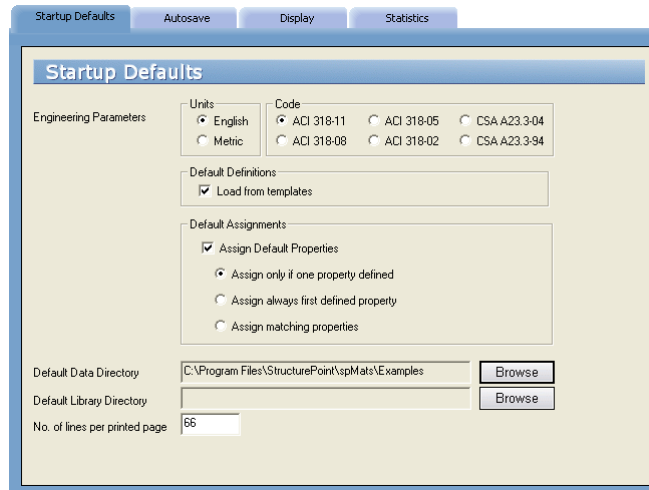 Startup Defaults Autosave Display Statistics
Startup Defaults
Engineering Parameters
Units
English
Metric
Code
ACI 318-11 ACI 318-05 CSA A23.3-04
ACI 318-08 ACI 318-02 CSA A23.3-94
Default Definitions
Load from templates
Default Assignments
Assign Default Properties
Assign only if one property defined
Assign always first defined property
Assign matching properties
Default Data Directory C:\Program Files\StructurePoint\spMats\Examples Browse
Default Library Directory Browse
No. of lines per printed page 66